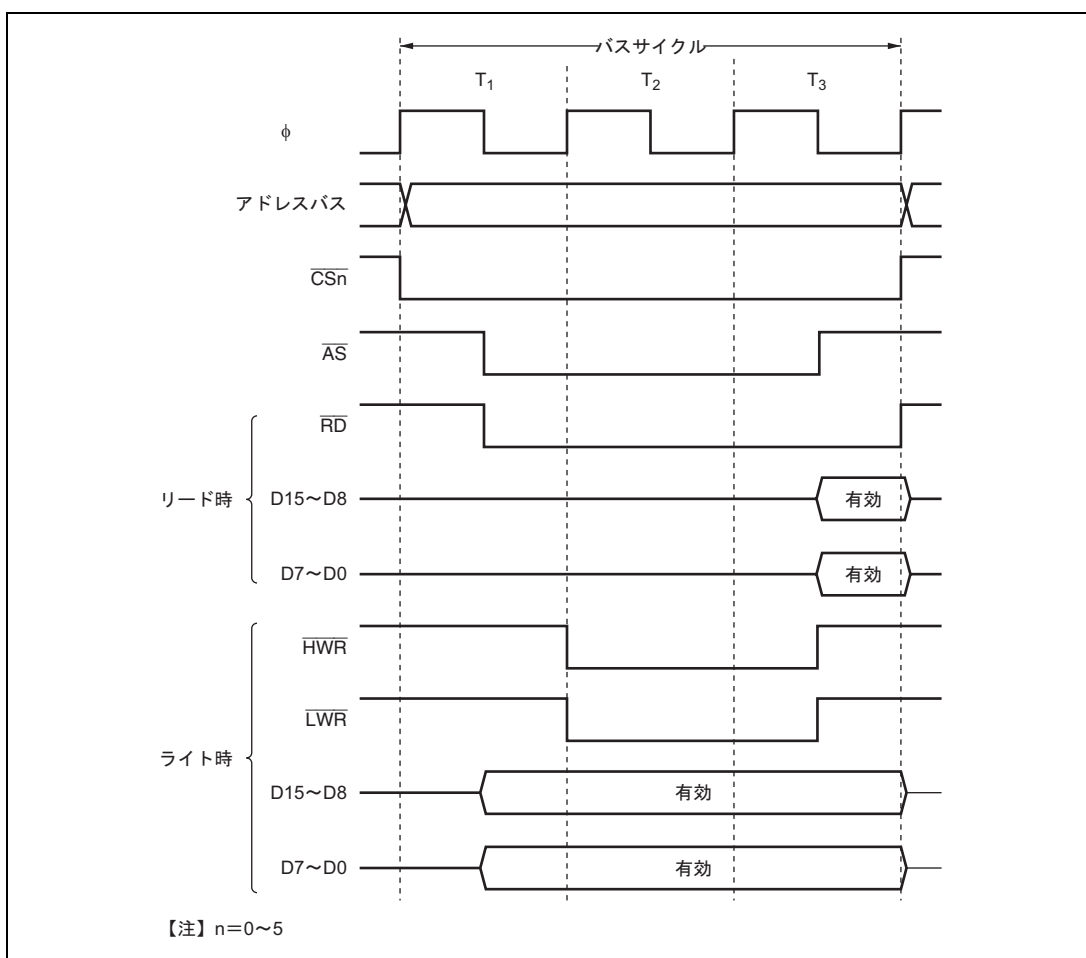 バスサイクル
T1 T2 T3
φ
アドレスバス
CSn
AS
RD
リード時
D15～D8 有効
D7～D0 有効
HWR
LWR
ライト時
D15～D8 有効
D7～D0 有効
【注】n＝0～5